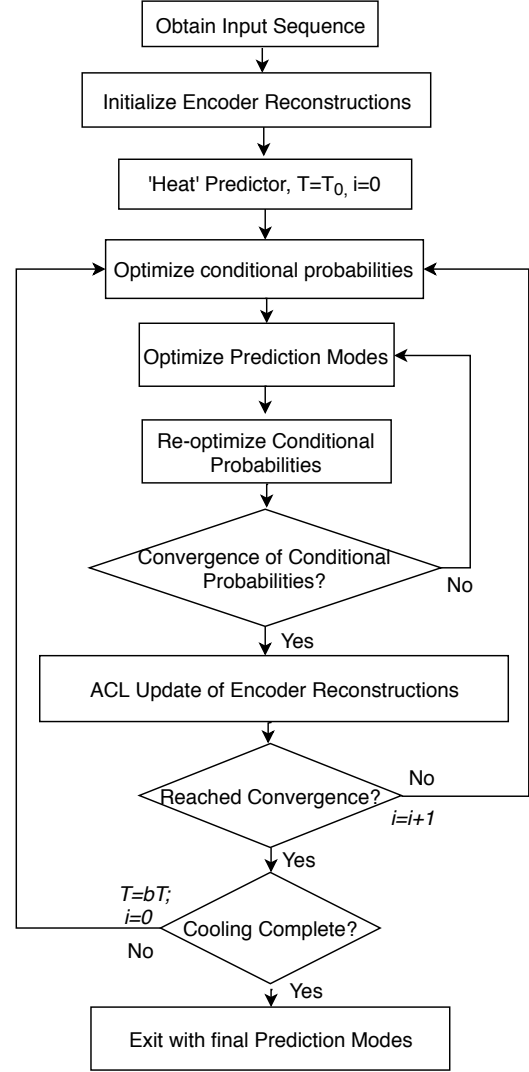 Obtain Input Sequence
Initialize Encoder Reconstructions
'Heat' Predictor, T=T0, i=0
Optimize conditional probabilities
Optimize Prediction Modes
Re-optimize Conditional
Probabilities
Convergence of Conditional
Probabilities?
No
Yes
ACL Update of Encoder Reconstructions
No
Reached Convergence?
i=i+1
Yes
T=bT;
i=0
Cooling Complete?
No
Yes
Exit with final Prediction Modes